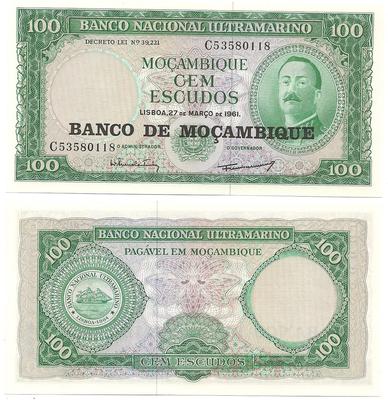 100 BANCO NACIONAL ULTRAMARINO 100
DECRETO-LEI Nº 39.221 C53580118
MOÇAMBIQUE
CEM
ESCUDOS
LISBOA, 27 DE MARÇO DE 1961.
BANCO DE MOÇAMBIQUE
C53580118
O ADMINISTRADOR O GOVERNADOR
100 100
100 BANCO NACIONAL ULTRAMARINO 100
PAGÁVEL EM MOÇAMBIQUE
BANCO NACIONAL ULTRAMARINO
LISBOA-1864
100 CEM ESCUDOS 100